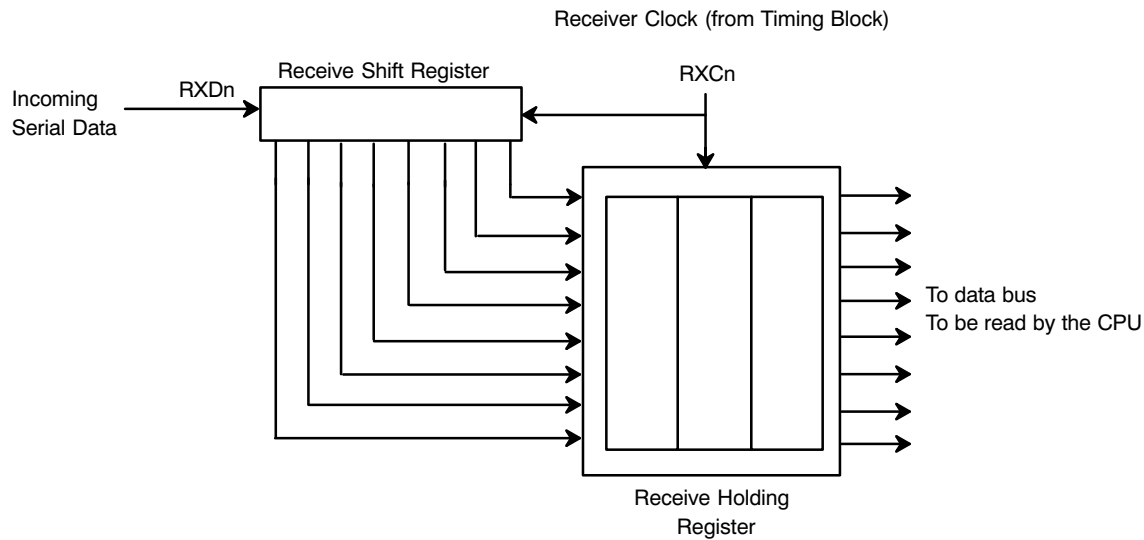 Receiver Clock (from Timing Block)
Receive Shift Register
RXCn
RXDn
Incoming
Serial Data
To data bus
To be read by the CPU
Receive Holding
Register